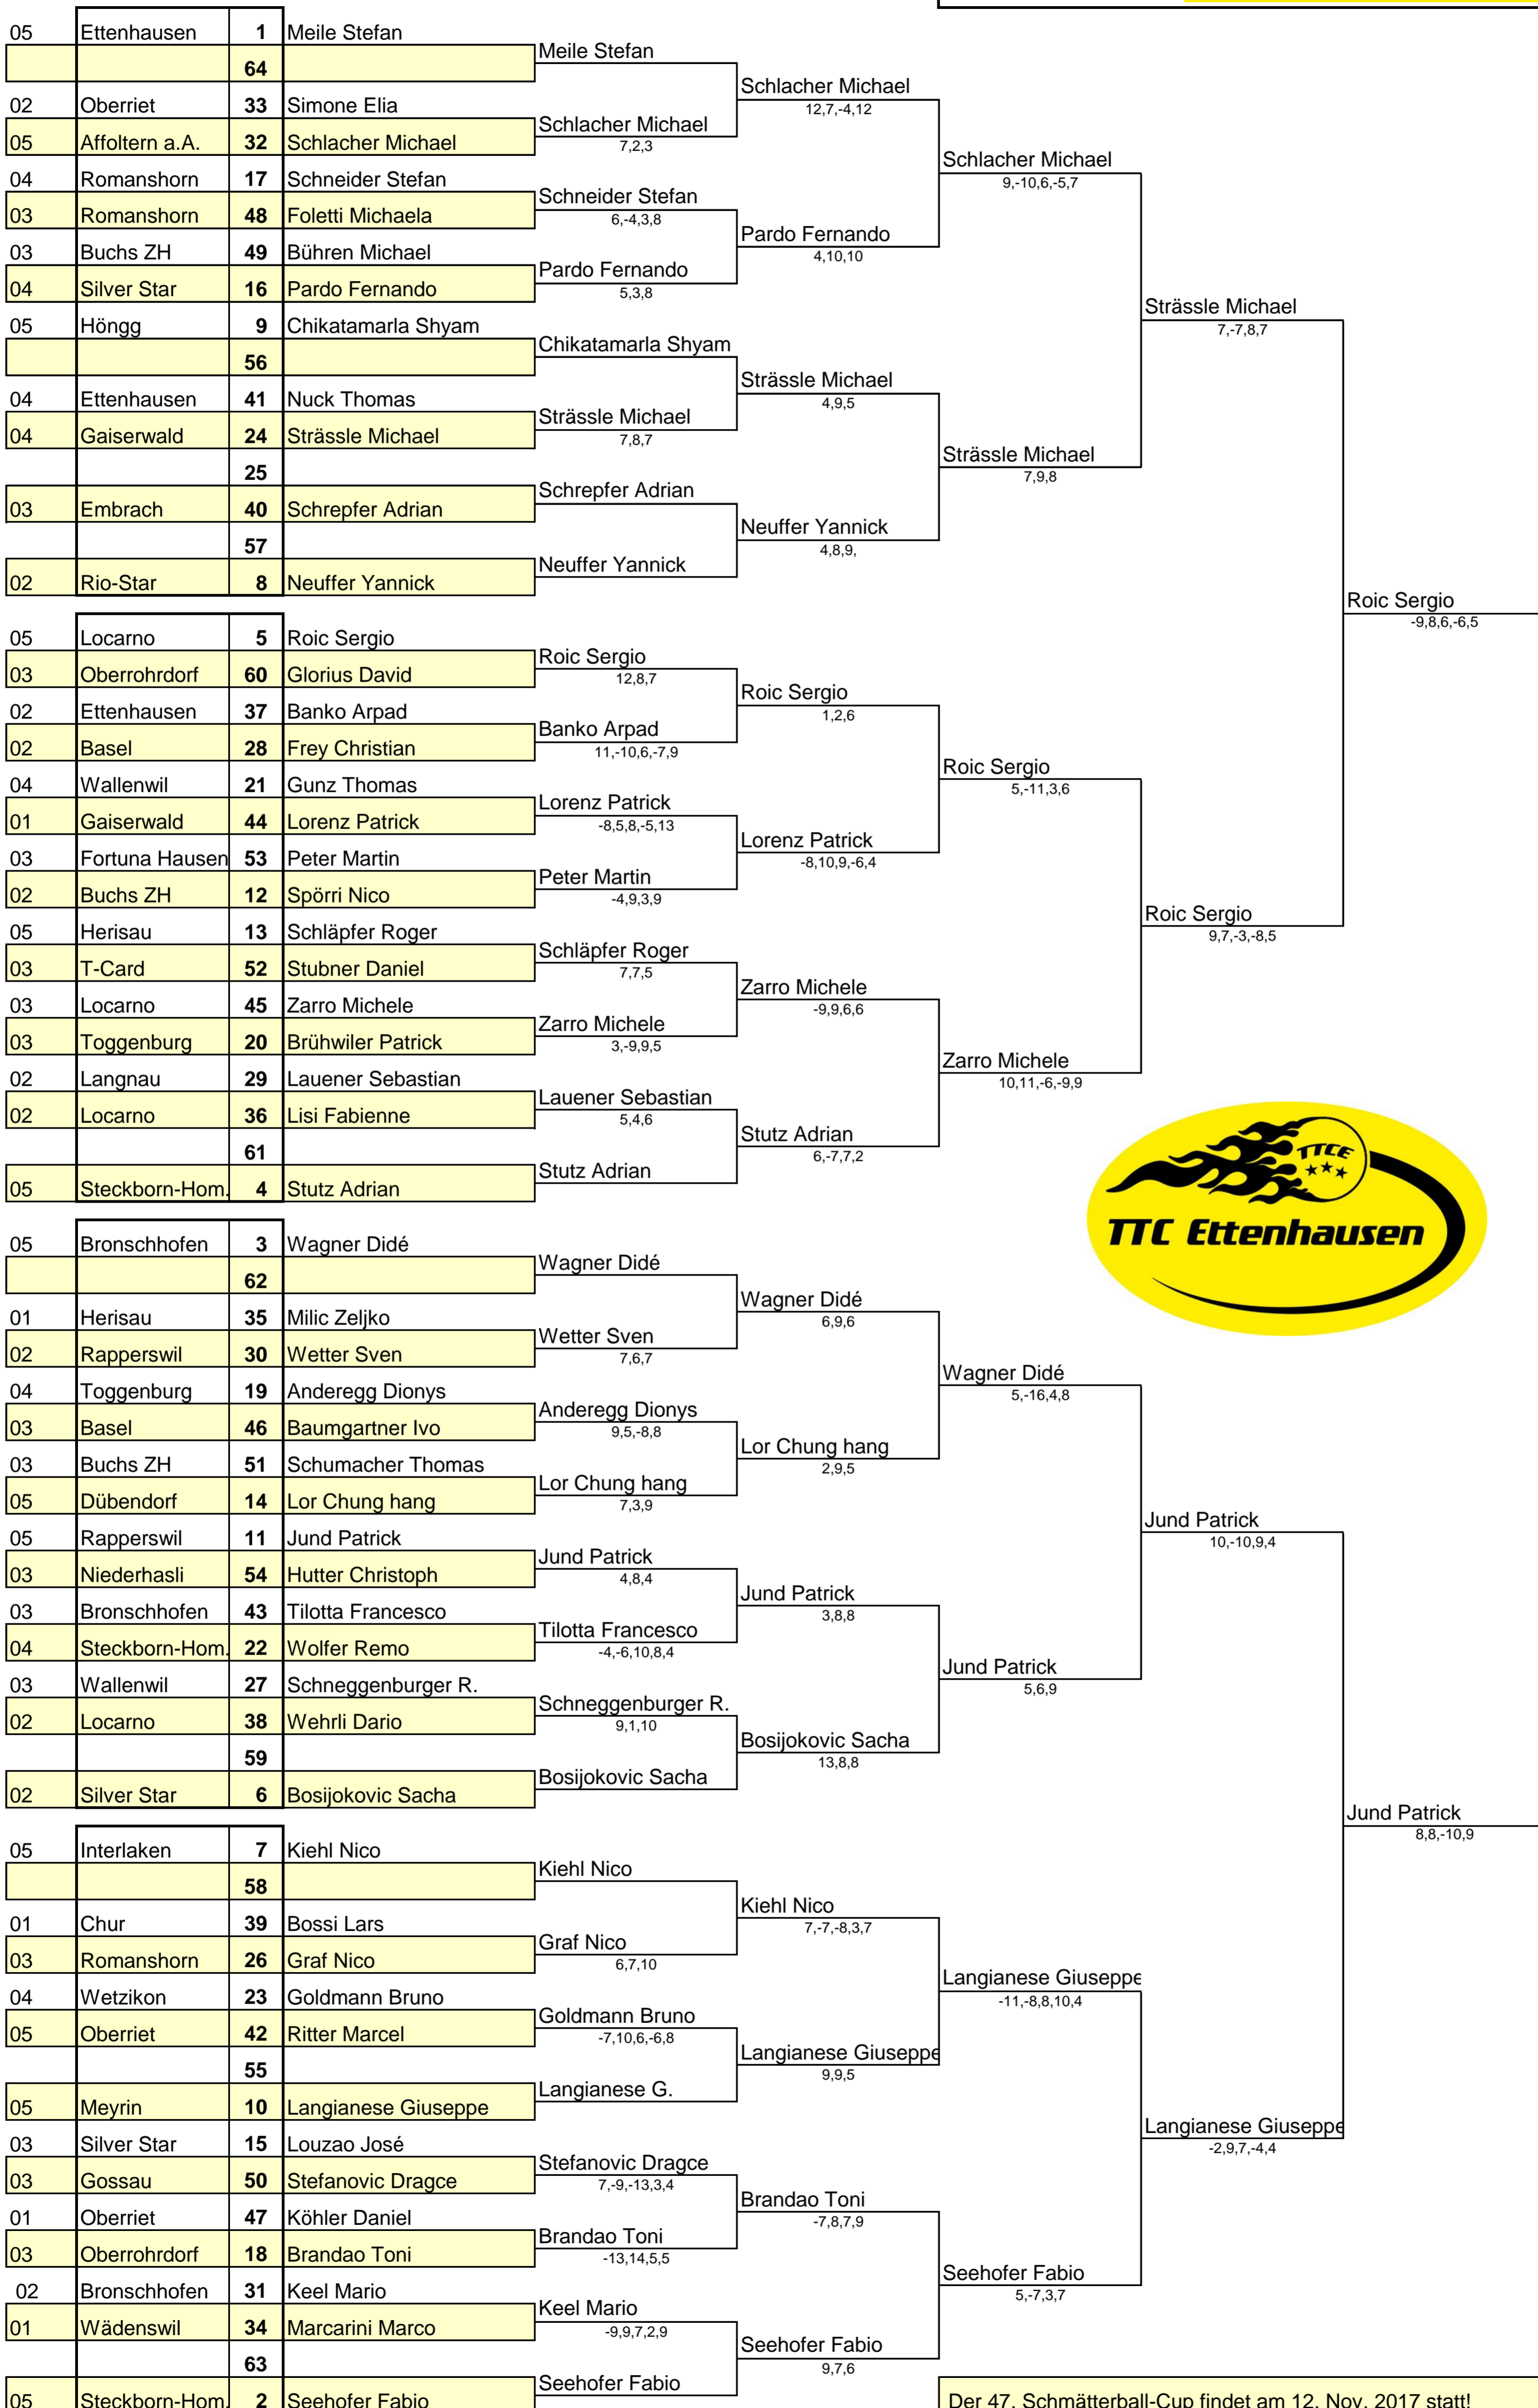 05 Ettenhausen 1 Meile Stefan
Meile Stefan
64
Schlacher Michael
12,7,-4,12
02 Oberriet 33 Simone Elia
Schlacher Michael
7,2,3
05 Affoltern a.A. 32 Schlacher Michael
Schlacher Michael
9,-10,6,-5,7
04 Romanshorn 17 Schneider Stefan
Schneider Stefan
6,-4,3,8
03 Romanshorn 48 Foletti Michaela
Pardo Fernando
4,10,10
03 Buchs ZH 49 Bühren Michael
Pardo Fernando
5,3,8
04 Silver Star 16 Pardo Fernando
Strässle Michael
7,-7,8,7
05 Höngg 9 Chikatamarla Shyam
Chikatamarla Shyam
56
Strässle Michael
4,9,5
04 Ettenhausen 41 Nuck Thomas
Strässle Michael
7,8,7
04 Gaiserwald 24 Strässle Michael
Strässle Michael
7,9,8
25
Schrepfer Adrian
03 Embrach 40 Schrepfer Adrian
Neuffer Yannick
4,8,9,
57
Neuffer Yannick
02 Rio-Star 8 Neuffer Yannick
Roic Sergio
-9,8,6,-6,5
05 Locarno 5 Roic Sergio
Roic Sergio
12,8,7
03 Oberrohrdorf 60 Glorius David
Roic Sergio
1,2,6
02 Ettenhausen 37 Banko Arpad
Banko Arpad
11,-10,6,-7,9
02 Basel 28 Frey Christian
Roic Sergio
5,-11,3,6
04 Wallenwil 21 Gunz Thomas
Lorenz Patrick
-8,5,8,-5,13
01 Gaiserwald 44 Lorenz Patrick
Lorenz Patrick
-8,10,9,-6,4
03 Fortuna Hausen 53 Peter Martin
Peter Martin
-4,9,3,9
02 Buchs ZH 12 Spörri Nico
Roic Sergio
9,7,-3,-8,5
05 Herisau 13 Schläpfer Roger
Schläpfer Roger
7,7,5
03 T-Card 52 Stubner Daniel
Zarro Michele
-9,9,6,6
03 Locarno 45 Zarro Michele
Zarro Michele
3,-9,9,5
03 Toggenburg 20 Brühwiler Patrick
Zarro Michele
10,11,-6,-9,9
02 Langnau 29 Lauener Sebastian
Lauener Sebastian
5,4,6
02 Locarno 36 Lisi Fabienne
Stutz Adrian
6,-7,7,2
61
Stutz Adrian
05 Steckborn-Hom. 4 Stutz Adrian
TTCE
TTC Ettenhausen
05 Bronschhofen 3 Wagner Didé
Wagner Didé
62
Wagner Didé
6,9,6
01 Herisau 35 Milic Zeljko
Wetter Sven
7,6,7
02 Rapperswil 30 Wetter Sven
Wagner Didé
5,-16,4,8
04 Toggenburg 19 Anderegg Dionys
Anderegg Dionys
9,5,-8,8
03 Basel 46 Baumgartner Ivo
Lor Chung hang
2,9,5
03 Buchs ZH 51 Schumacher Thomas
Lor Chung hang
7,3,9
05 Dübendorf 14 Lor Chung hang
Jund Patrick
10,-10,9,4
05 Rapperswil 11 Jund Patrick
Jund Patrick
4,8,4
03 Niederhasli 54 Hutter Christoph
Jund Patrick
3,8,8
03 Bronschhofen 43 Tilotta Francesco
Tilotta Francesco
-4,-6,10,8,4
04 Steckborn-Hom. 22 Wolfer Remo
Jund Patrick
5,6,9
03 Wallenwil 27 Schneggenburger R.
Schneggenburger R.
9,1,10
02 Locarno 38 Wehrli Dario
Bosijokovic Sacha
13,8,8
59
Bosijokovic Sacha
02 Silver Star 6 Bosijokovic Sacha
Jund Patrick
8,8,-10,9
05 Interlaken 7 Kiehl Nico
Kiehl Nico
58
Kiehl Nico
7,-7,-8,3,7
01 Chur 39 Bossi Lars
Graf Nico
6,7,10
03 Romanshorn 26 Graf Nico
Langianese Giuseppe
-11,-8,8,10,4
04 Wetzikon 23 Goldmann Bruno
Goldmann Bruno
-7,10,6,-6,8
05 Oberriet 42 Ritter Marcel
Langianese Giuseppe
9,9,5
55
Langianese G.
05 Meyrin 10 Langianese Giuseppe
Langianese Giuseppe
-2,9,7,-4,4
03 Silver Star 15 Louzao José
Stefanovic Dragce
7,-9,-13,3,4
03 Gossau 50 Stefanovic Dragce
Brandao Toni
-7,8,7,9
01 Oberriet 47 Köhler Daniel
Brandao Toni
-13,14,5,5
03 Oberrohrdorf 18 Brandao Toni
Seehofer Fabio
5,-7,3,7
02 Bronschhofen 31 Keel Mario
Keel Mario
-9,9,7,2,9
01 Wädenswil 34 Marcarini Marco
Seehofer Fabio
9,7,6
63
Seehofer Fabio
05 Steckborn-Hom. 2 Seehofer Fabio
Der 47. Schmätterball-Cup findet am 12. Nov. 2017 statt!